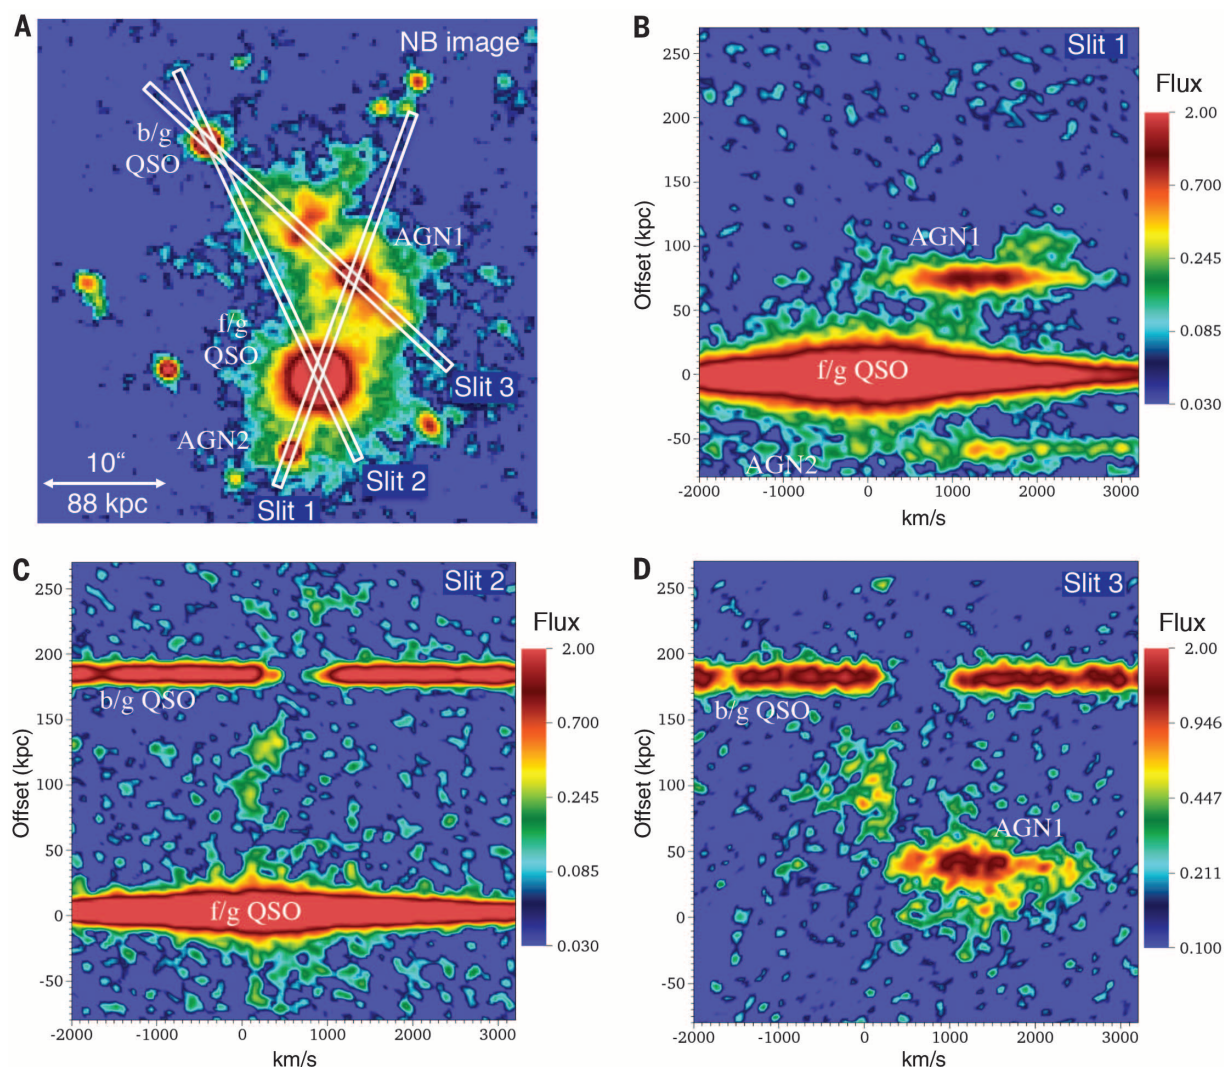 A
NB image
b/g
QSO
AGN1
f/g
QSO
Slit 3
AGN2
10“
88 kpc
Slit 2
Slit 1
B
Slit 1
Flux
250
200
150
100
50
0
-50
Offset (kpc)
AGN1
f/g QSO
AGN2
2.00
0.700
0.245
0.085
0.030
-2000 -1000 0 1000 2000 3000
km/s
C
Slit 2
Flux
250
200
150
100
50
0
-50
Offset (kpc)
b/g QSO
f/g QSO
2.00
0.700
0.245
0.085
0.030
-2000 -1000 0 1000 2000 3000
km/s
D
Slit 3
Flux
250
200
150
100
50
0
-50
Offset (kpc)
b/g QSO
AGN1
2.00
0.946
0.447
0.211
0.100
-2000 -1000 0 1000 2000 3000
km/s